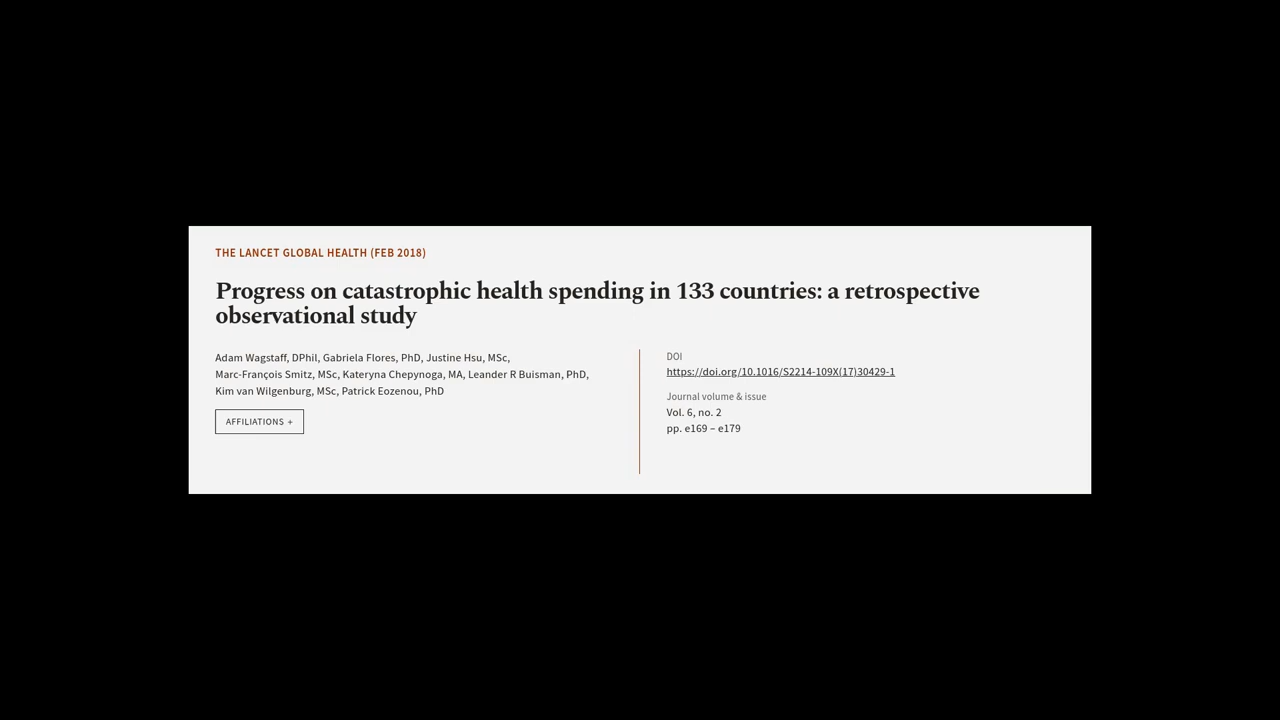 THE LANCET GLOBAL HEALTH (FEB 2018)
Progress on catastrophic health spending in 133 countries: a retrospective
observational study
Adam Wagstaff, DPhil, Gabriela Flores, PhD, Justine Hsu, MSc,
Marc-François Smitz, MSc, Kateryna Chepynoga, MA, Leander R Buisman, PhD,
Kim van Wilgenburg, MSc, Patrick Eozenou, PhD
AFFILIATIONS +
DOI
https://doi.org/10.1016/S2214-109X(17)30429-1
Journal volume & issue
Vol. 6, no. 2
pp. e169 – e179